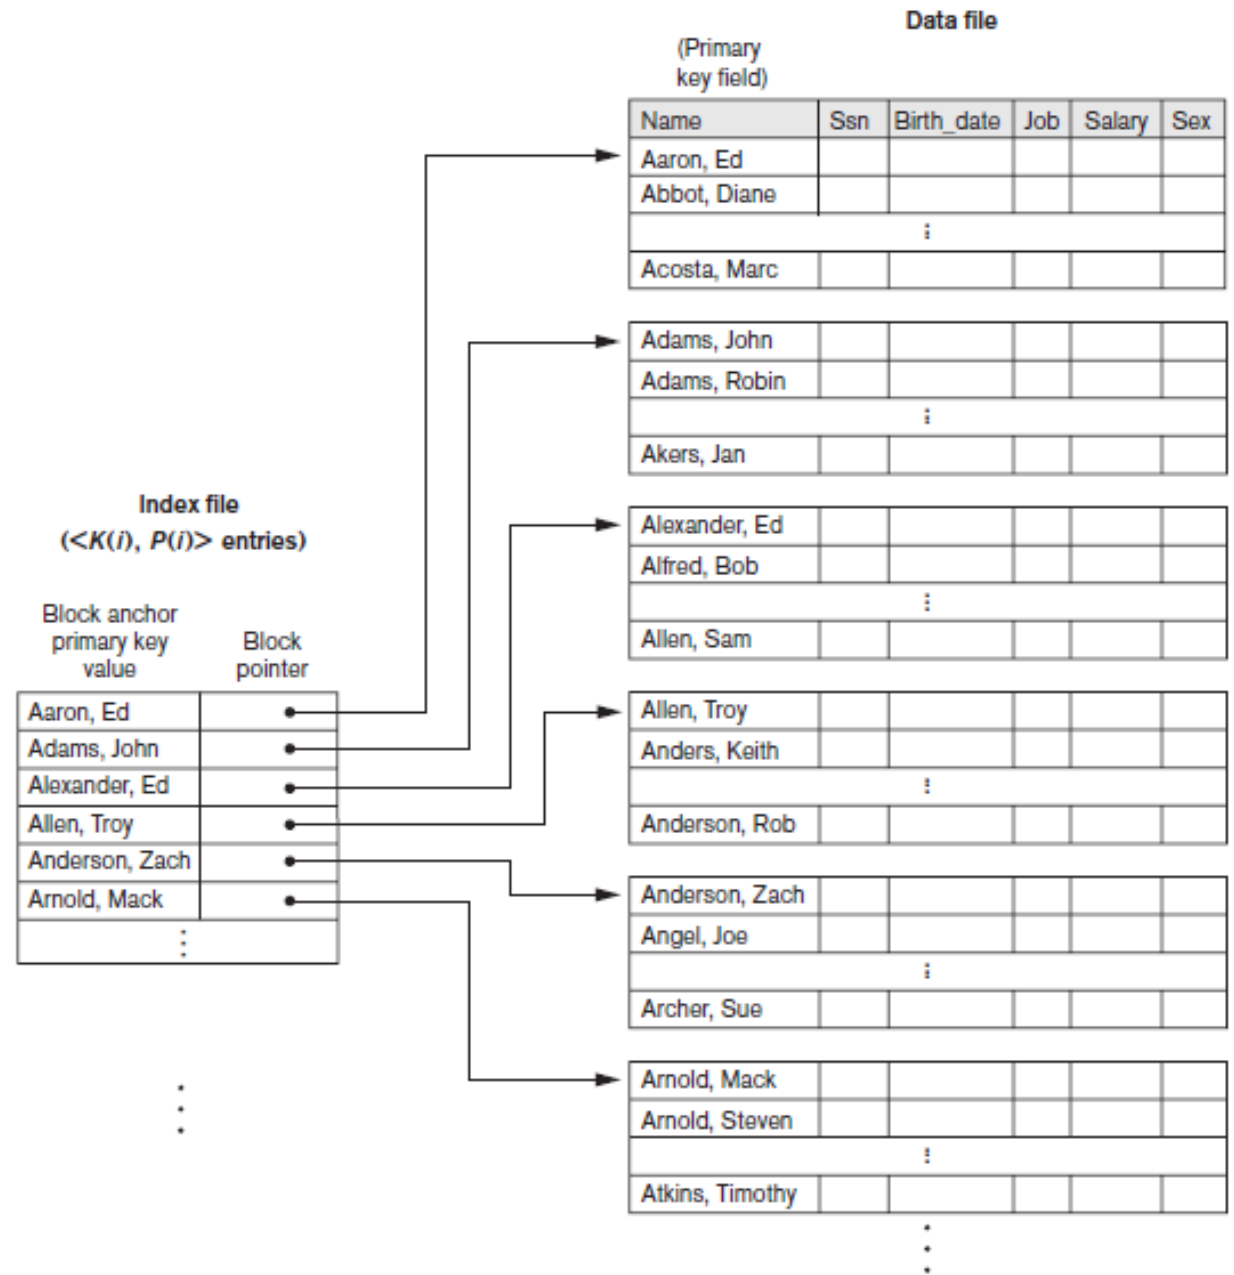 Data file
(Primary
key field)
Name Ssn Birth_date Job Salary Sex
Aaron, Ed
Abbot, Diane
Acosta, Marc
Adams, John
Adams, Robin
Akers, Jan
Alexander, Ed
Alfred, Bob
Allen, Sam
Allen, Troy
Anders, Keith
Anderson, Rob
Anderson, Zach
Angel, Joe
Archer, Sue
Arnold, Mack
Arnold, Steven
Atkins, Timothy
Index file
(<K(i), P(i)> entries)
Block anchor
primary key
value
Block
pointer
Aaron, Ed
Adams, John
Alexander, Ed
Allen, Troy
Anderson, Zach
Arnold, Mack